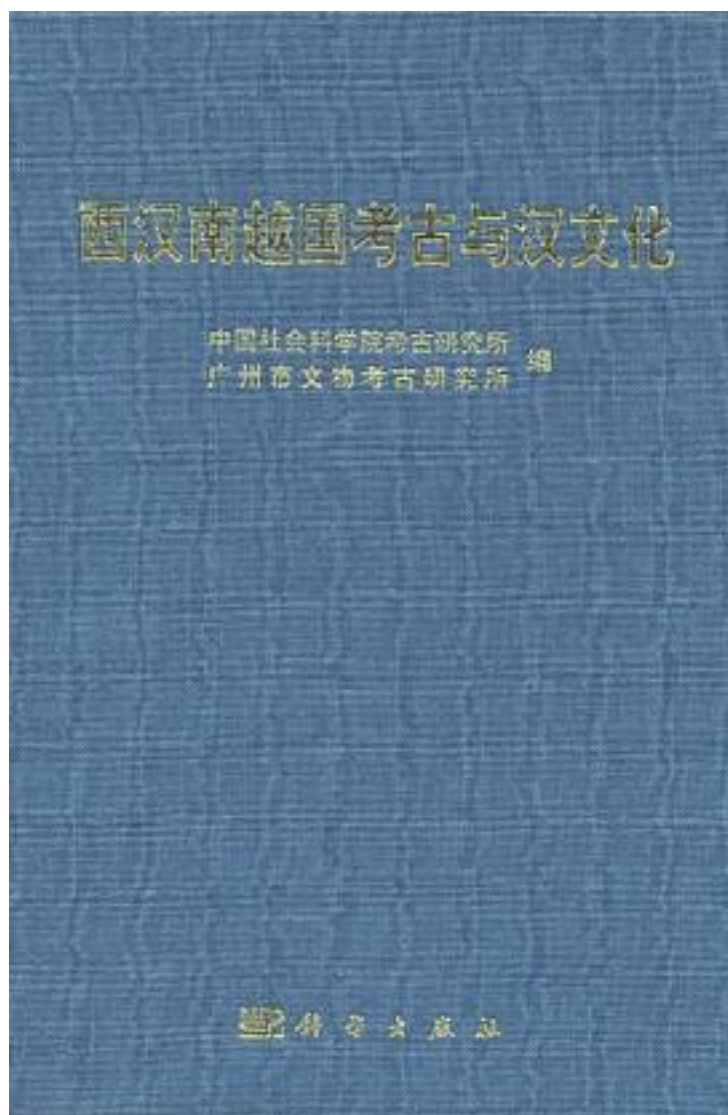 西汉南越国考古与汉文化
中国社会科学院考古研究所
广州市文物考古研究所 编
科学出版社